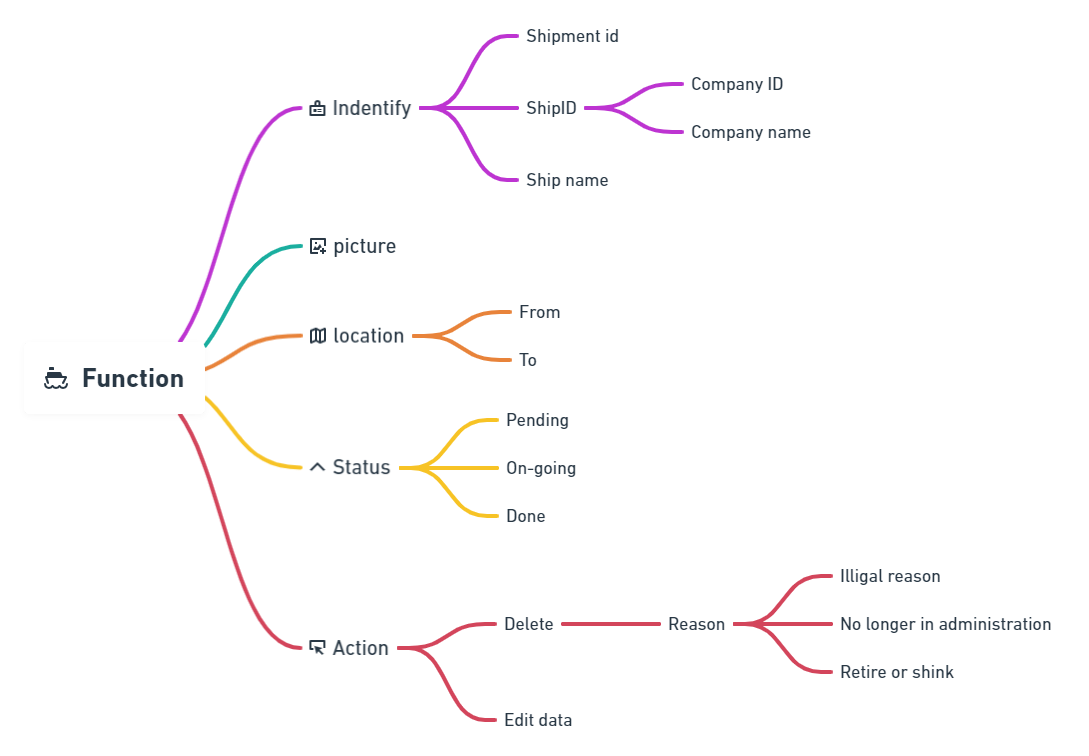 Function
Indentify
Shipment id
ShipID
Company ID
Company name
Ship name
picture
location
From
To
Status
Pending
On-going
Done
Action
Delete
Reason
Illigal reason
No longer in administration
Retire or shink
Edit data